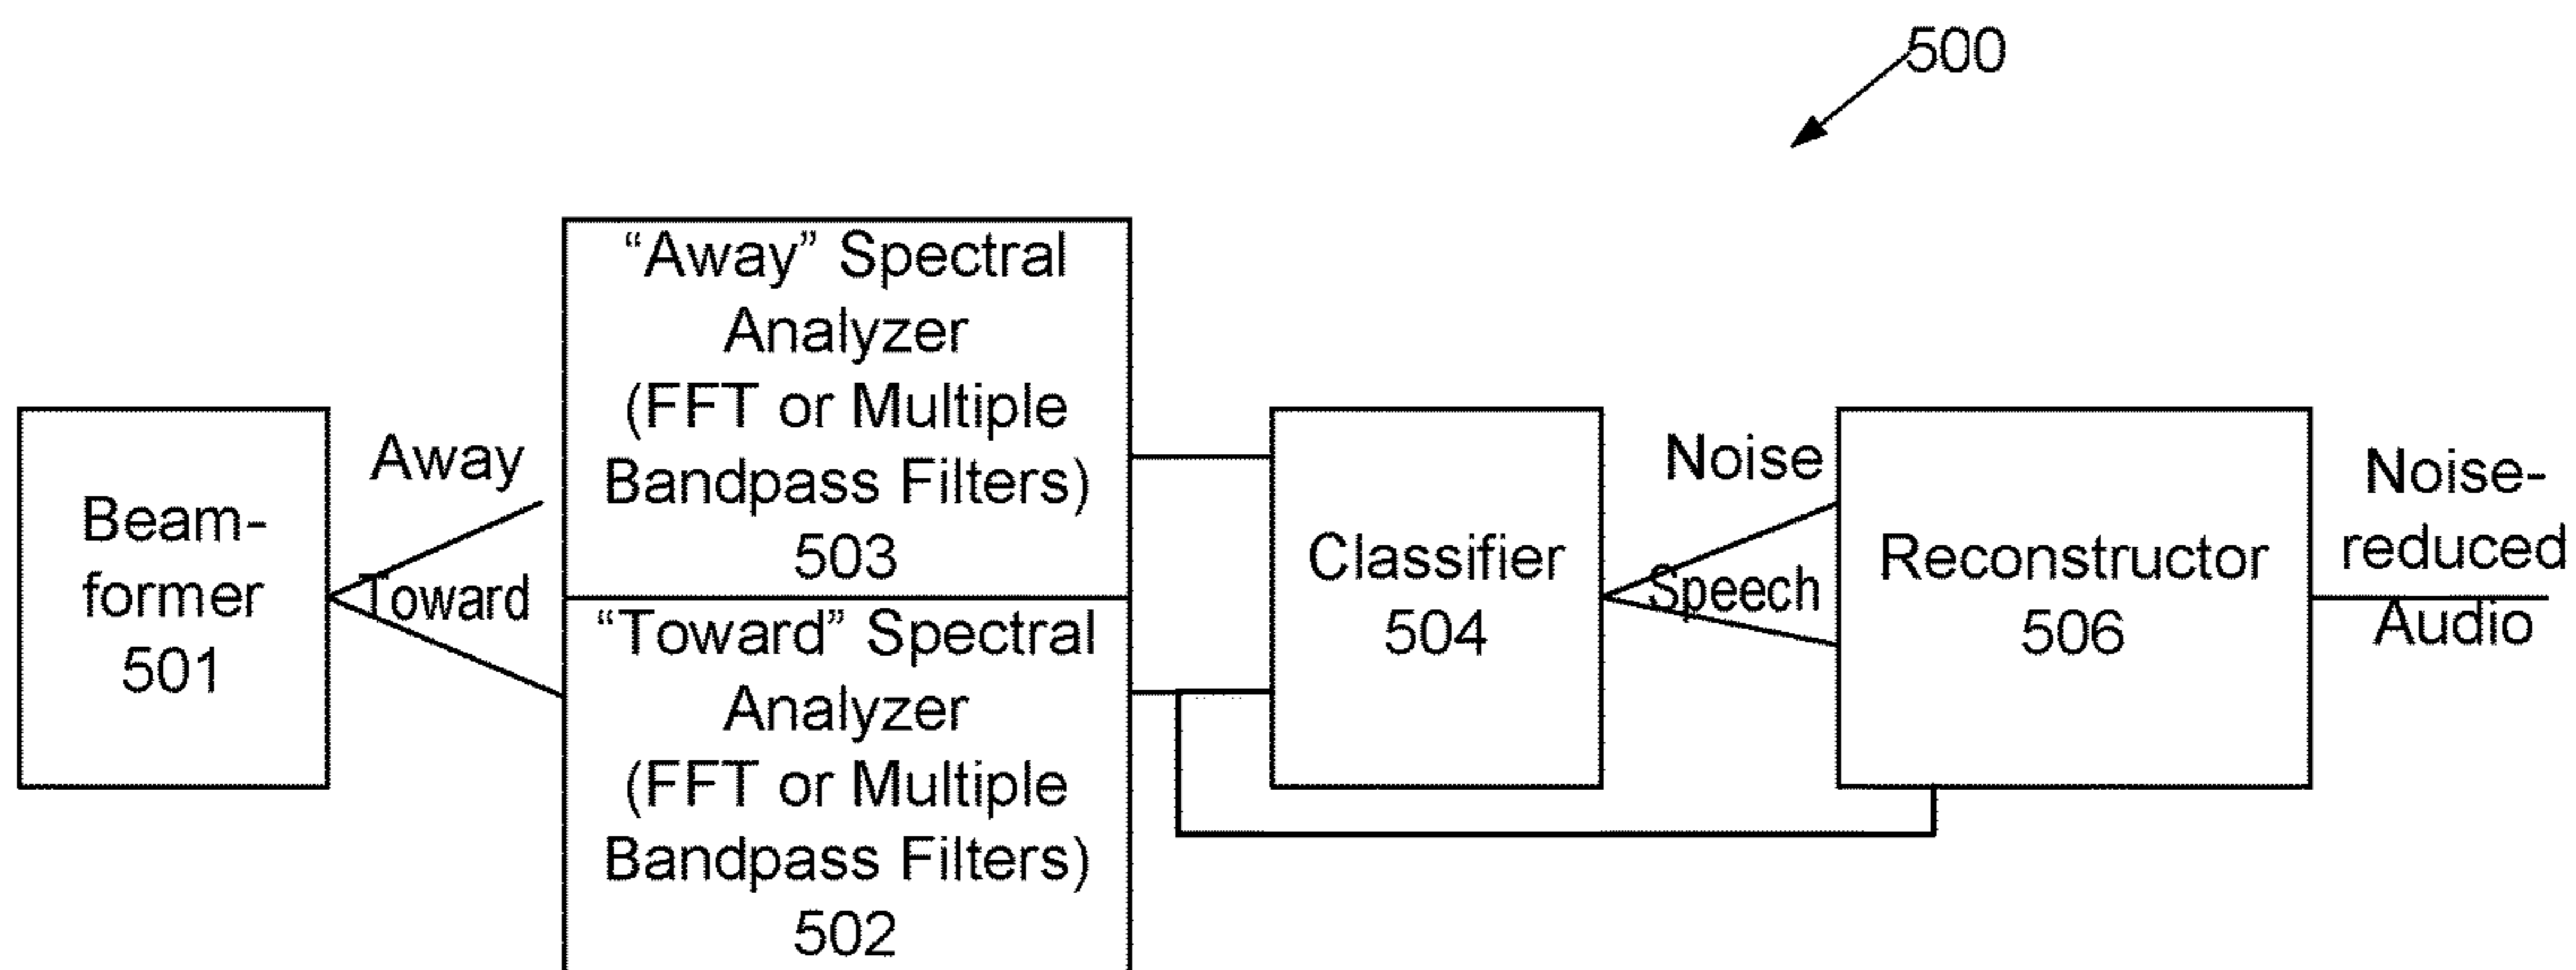 500
Beam-
former
501
Away
Toward
“Away” Spectral
Analyzer
(FFT or Multiple
Bandpass Filters)
503
“Toward” Spectral
Analyzer
(FFT or Multiple
Bandpass Filters)
502
Classifier
504
Noise
Speech
Reconstructor
506
Noise-
reduced
Audio